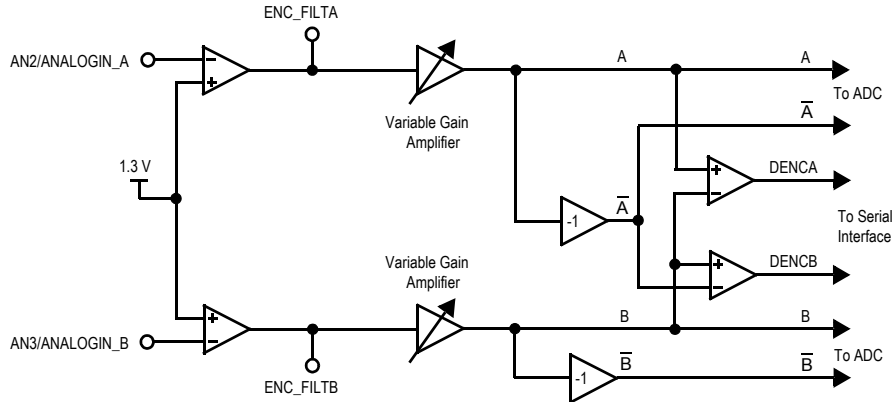 ENC_FILTA
AN2/ANALOGIN_A
−
+
A
A
To ADC
Variable Gain
Amplifier
A̅
1.3 V
+
−
DENCA
-1
A̅
To Serial
Interface
Variable Gain
Amplifier
+
−
DENCB
+
−
AN3/ANALOGIN_B
B
B
To ADC
-1
B̅
B̅
ENC_FILTB